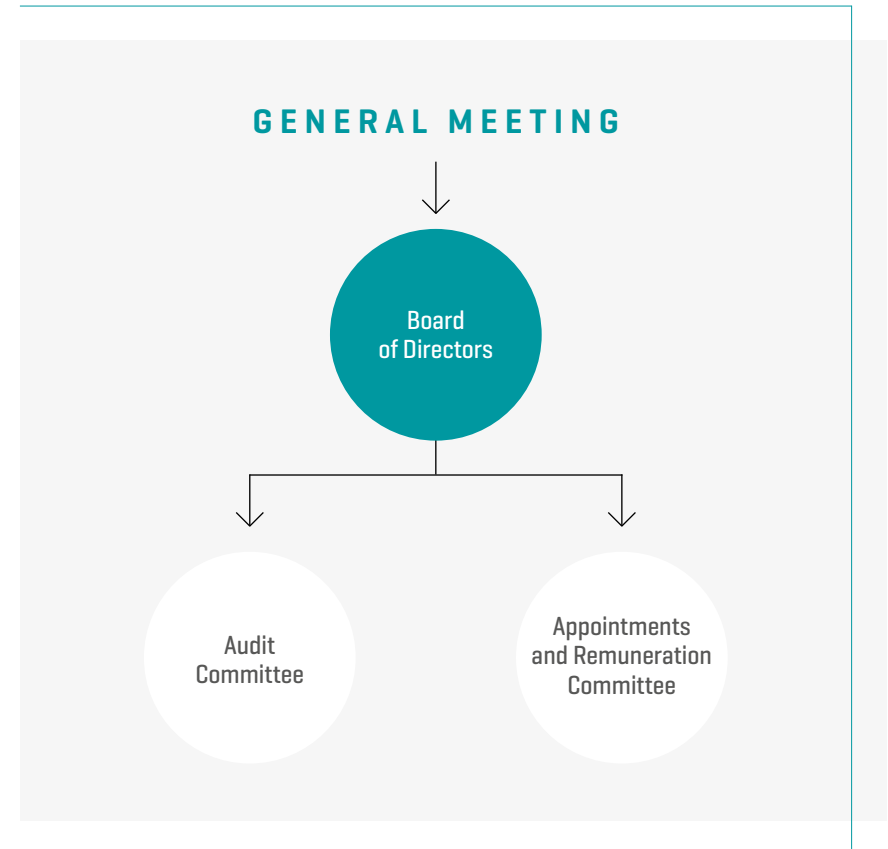 GENERAL MEETING
Board
of Directors
Audit
Committee
Appointments
and Remuneration
Committee